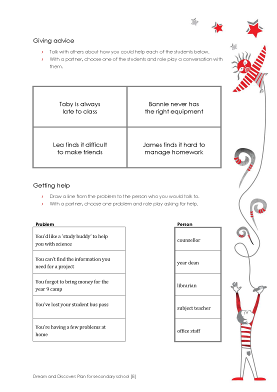 Giving advice
Talk with others about how you could help each of the students below.
With a partner, choose one of the students and role play a conversation with
them.
Toby is always
late to class
Bonnie never has
the right equipment
Leo finds it difficult
to make friends
James finds it hard to
manage homework
Getting help
Draw a line from the problem to the person who you would talk to.
With a partner, choose one problem and role play asking for help.
Problem
You'd like a 'study buddy' to help
you with science
You can't find the information you
need for a project
You forgot to bring money for the
year 9 camp
You've lost your student bus pass
You're having a few problems at
home
Person
counsellor
year dean
librarian
subject teacher
office staff
Dream and Discover: Plan for secondary school (B)